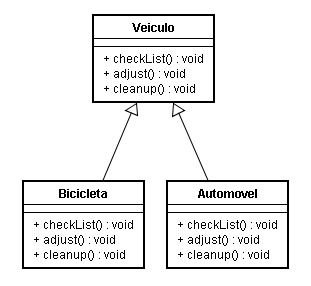 Veiculo
+ checkList() : void
+ adjust() : void
+ cleanup() : void
Bicicleta
+ checkList() : void
+ adjust() : void
+ cleanup() : void
Automovel
+ checkList() : void
+ adjust() : void
+ cleanup() : void